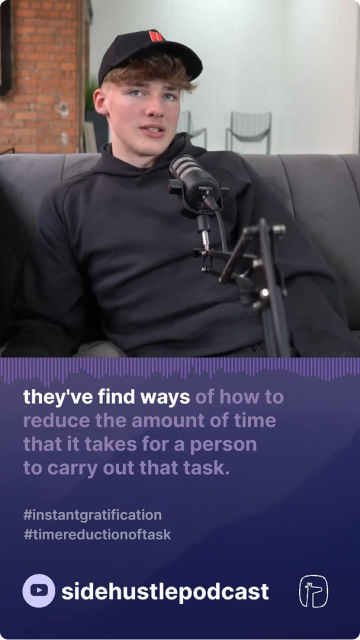 they've find ways of how to
reduce the amount of time
that it takes for a person
to carry out that task.
#instantgratification
#timereductionoftask
sidehustlepodcast